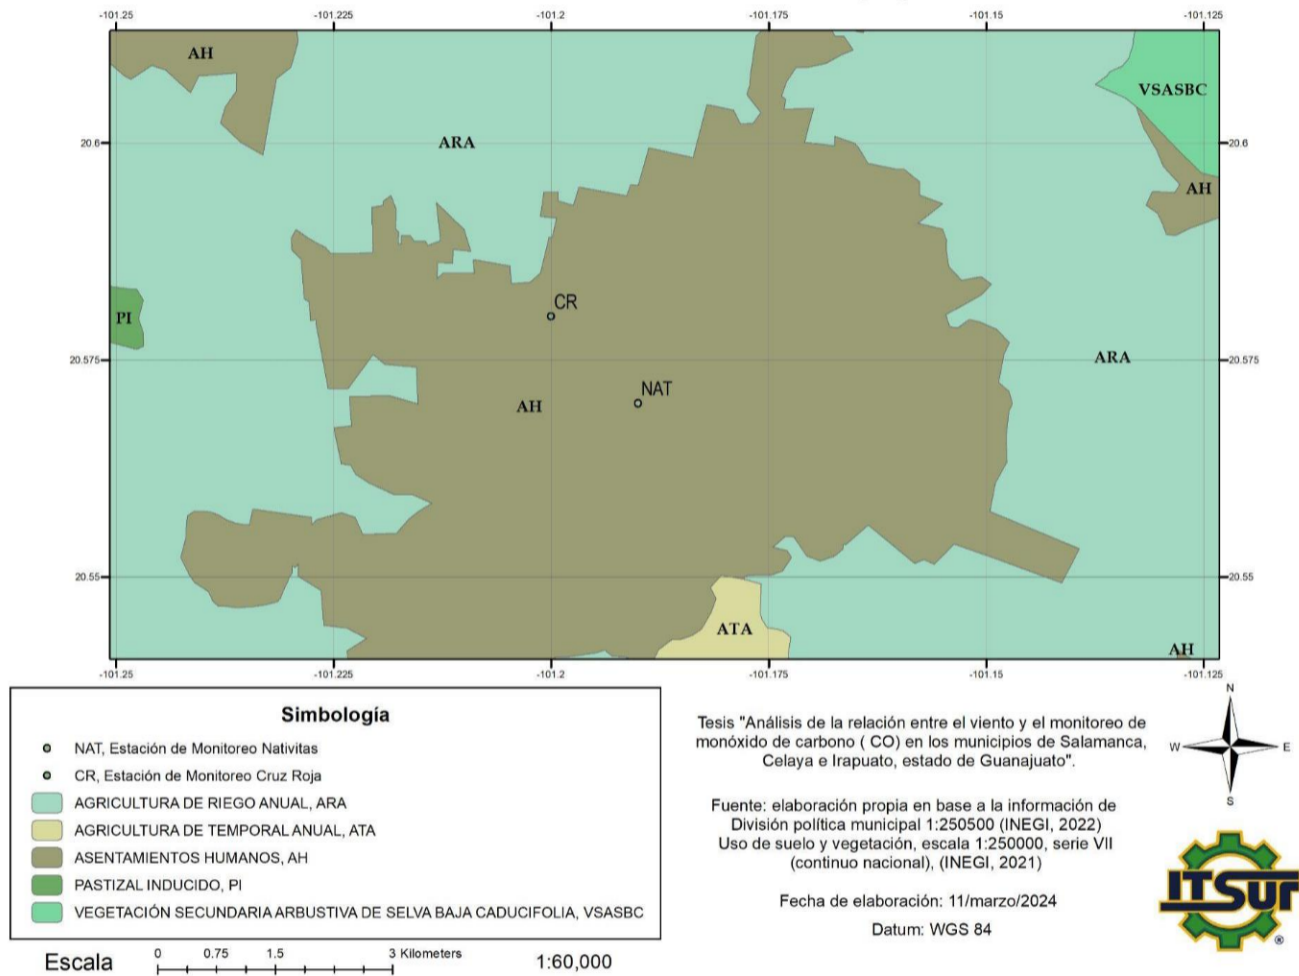 -101.25 -101.225 -101.2 -101.175 -101.15 -101.125
AH
VSASBC
ARA
20.6 20.6
AH
CR
PI
20.575 20.575
ARA
NAT
AH
20.55 20.55
ATA
AH
-101.25 -101.225 -101.2 -101.175 -101.15 -101.125
Simbología
NAT, Estación de Monitoreo Nativitas
CR, Estación de Monitoreo Cruz Roja
AGRICULTURA DE RIEGO ANUAL, ARA
AGRICULTURA DE TEMPORAL ANUAL, ATA
ASENTAMIENTOS HUMANOS, AH
PASTIZAL INDUCIDO, PI
VEGETACIÓN SECUNDARIA ARBUSTIVA DE SELVA BAJA CADUCIFOLIA, VSASBC
Escala 0 0.75 1.5 3 Kilometers 1:60,000
Tesis "Análisis de la relación entre el viento y el monitoreo de
monóxido de carbono ( CO) en los municipios de Salamanca,
Celaya e Irapuato, estado de Guanajuato".
Fuente: elaboración propia en base a la información de
División política municipal 1:250500 (INEGI, 2022)
Uso de suelo y vegetación, escala 1:250000, serie VII
(continuo nacional), (INEGI, 2021)
Fecha de elaboración: 11/marzo/2024
Datum: WGS 84
N
W E
S
ITSur
®